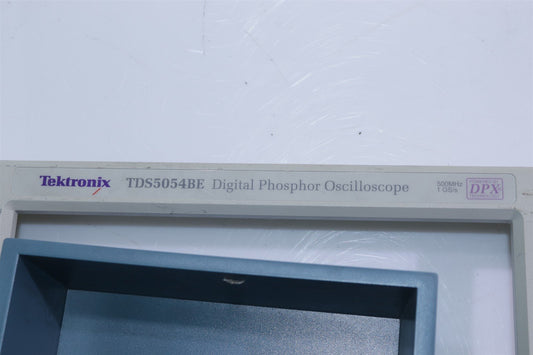 Tektronix TDS5054BE Digital Phosphor Oscilloscope
500MHz
1 GS/s
DPX